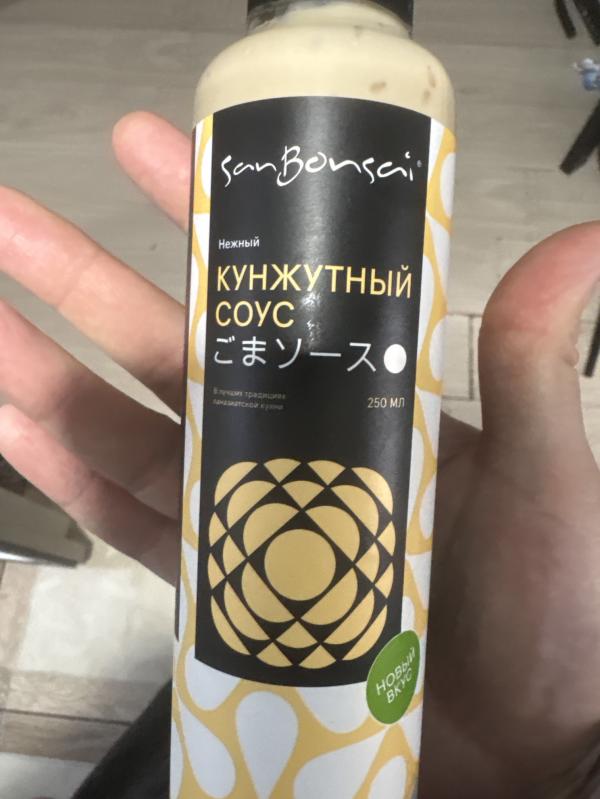 sanBonsai®
Нежный
КУНЖУТНЫЙ
СОУС
ごまソース
В лучших традициях
паназиатской кухни
250 МЛ
НОВЫЙ
ВКУС